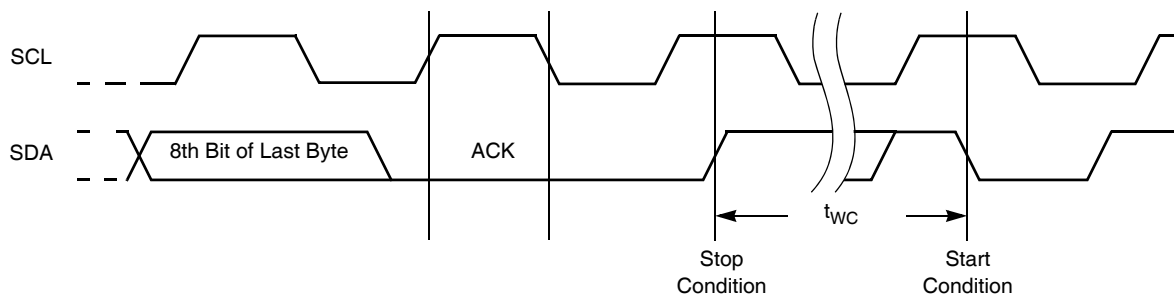 SCL
SDA
8th Bit of Last Byte
ACK
tWC
Stop
Condition
Start
Condition